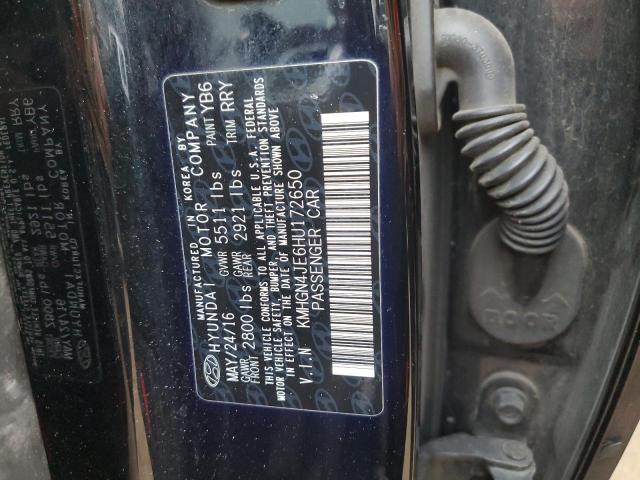 MANUFACTURED IN KOREA BY
HYUNDAI MOTOR COMPANY
MAY/24/16 GVWR 5511 lbs PAINT YB6
GAWR FRONT 2800 lbs GAWR REAR 2921 lbs TRIM RRY
THIS VEHICLE CONFORMS TO ALL APPLICABLE U.S.A. FEDERAL
MOTOR VEHICLE SAFETY, BUMPER, AND THEFT PREVENTION STANDARDS
IN EFFECT ON THE DATE OF MANUFACTURE SHOWN ABOVE
V.I.N KMHGN4JE6HU172650
PASSENGER CAR
DOOR